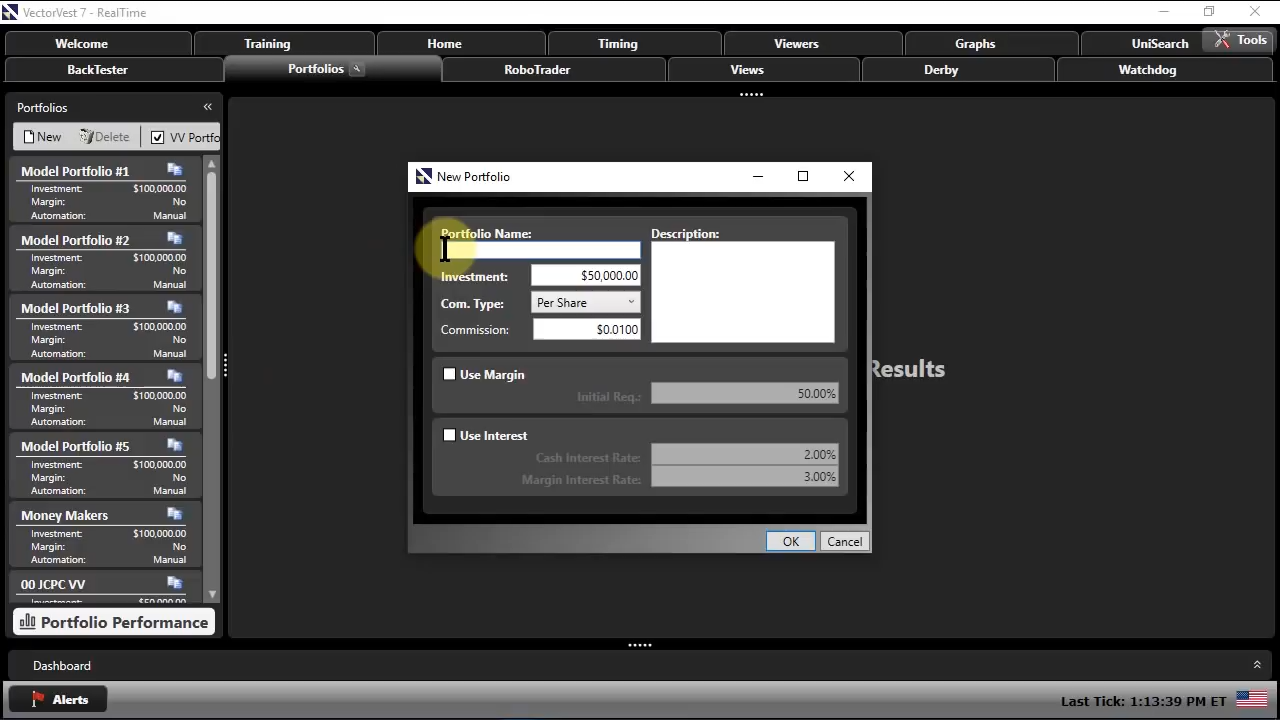 VectorVest 7 - RealTime
Welcome
Training
Home
Timing
Viewers
Graphs
UniSearch
Tools
BackTester
Portfolios
RoboTrader
Views
Derby
Watchdog
Portfolios
New
Delete
VV Portfo
Model Portfolio #1
Investment: $100,000.00
Margin: No
Automation: Manual
Model Portfolio #2
Investment: $100,000.00
Margin: No
Automation: Manual
Model Portfolio #3
Investment: $100,000.00
Margin: No
Automation: Manual
Model Portfolio #4
Investment: $100,000.00
Margin: No
Automation: Manual
Model Portfolio #5
Investment: $100,000.00
Margin: No
Automation: Manual
Money Makers
Investment: $100,000.00
Margin: No
Automation: Manual
00 JCPC VV
Investment: $50,000.00
Portfolio Performance
New Portfolio
Portfolio Name:
Description:
Investment: $50,000.00
Com. Type: Per Share
Commission: $0.0100
Use Margin
Initial Req.: 50.00%
Use Interest
Cash Interest Rate: 2.00%
Margin Interest Rate: 3.00%
OK
Cancel
Results
Dashboard
Alerts
Last Tick: 1:13:39 PM ET